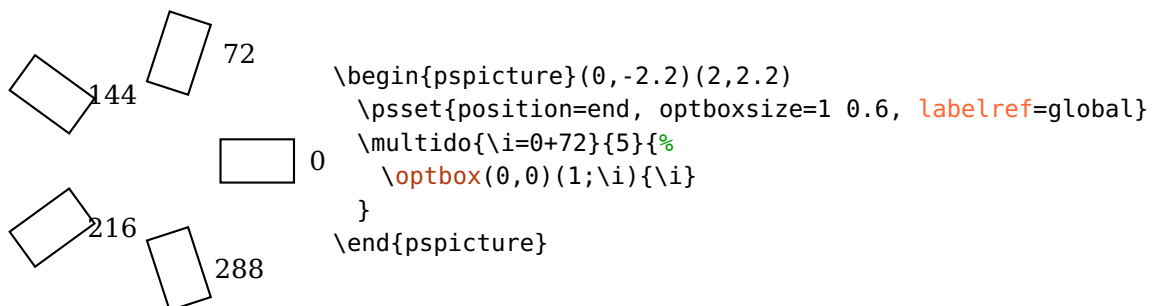 72
144
0
216
288
\begin{pspicture}(0,-2.2)(2,2.2)
\psset{position=end, optboxsize=1 0.6, labelref=global}
\multido{\i=0+72}{5}{%
\optbox(0,0)(1;\i){\i}
}
\end{pspicture}